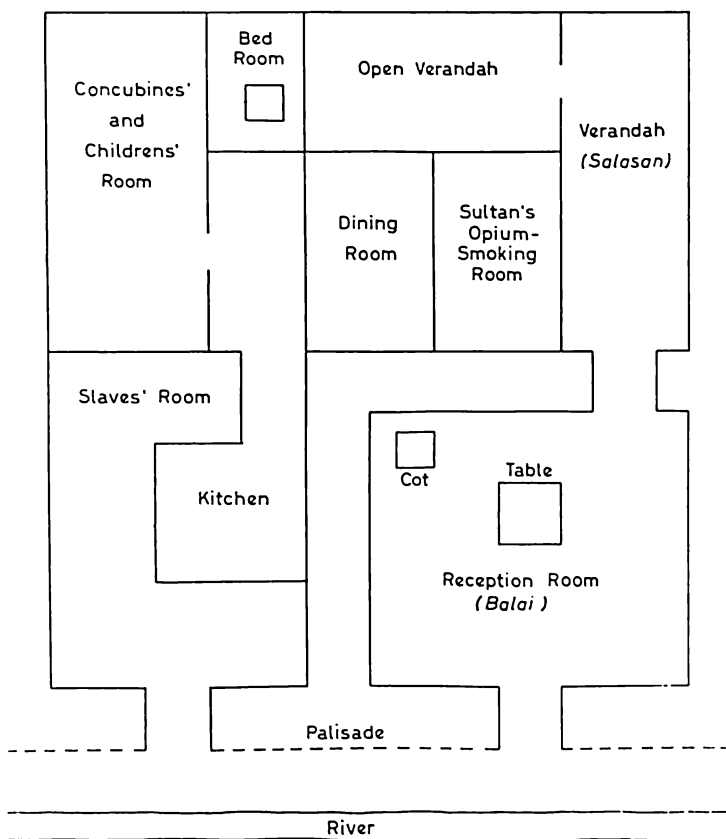 Bed
Room
Open Verandah
Concubines'
and
Childrens'
Room
Verandah
(Salasan)
Dining
Room
Sultan's
Opium-
Smoking
Room
Slaves' Room
Kitchen
Cot
Table
Reception Room
(Balai)
Palisade
River